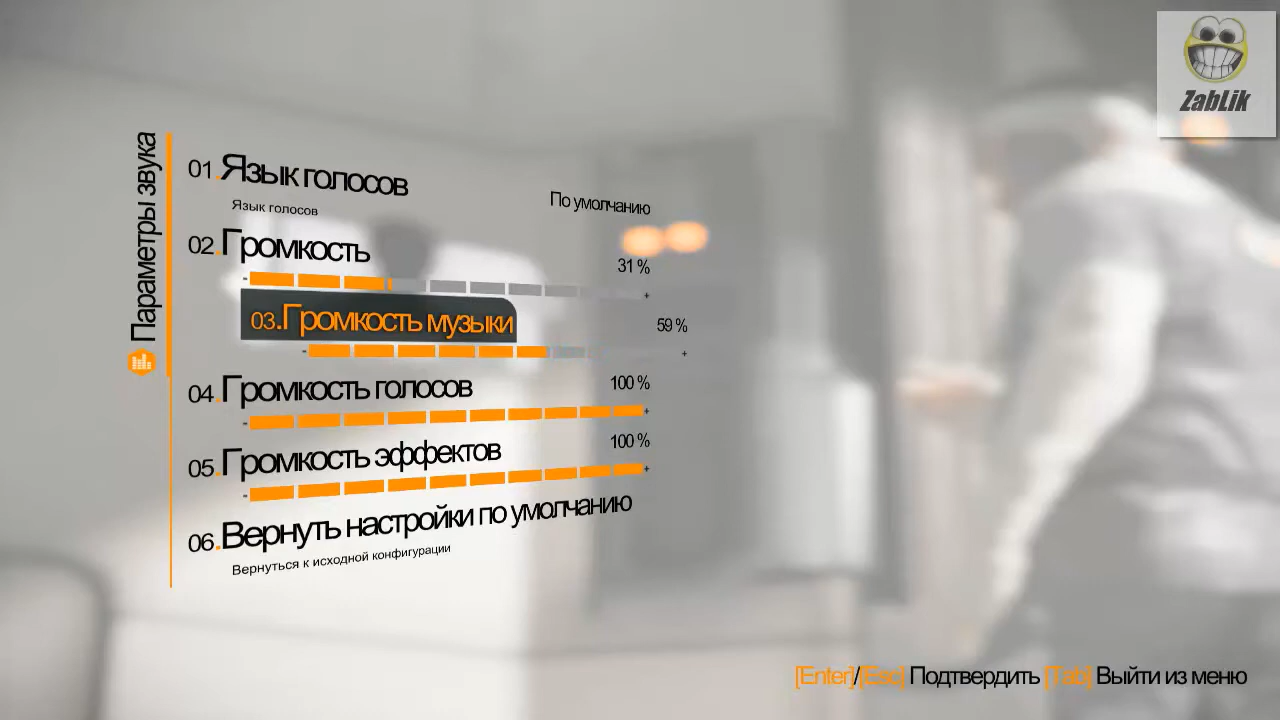 ZabLik
Параметры звука
01.Язык голосов
По умолчанию
Язык голосов
02.Громкость
31 %
- +
03.Громкость музыки
59 %
- +
04.Громкость голосов
100 %
- +
05.Громкость эффектов
100 %
- +
06.Вернуть настройки по умолчанию
Вернуться к исходной конфигурации
[Enter]/[Esc] Подтвердить [Tab] Выйти из меню